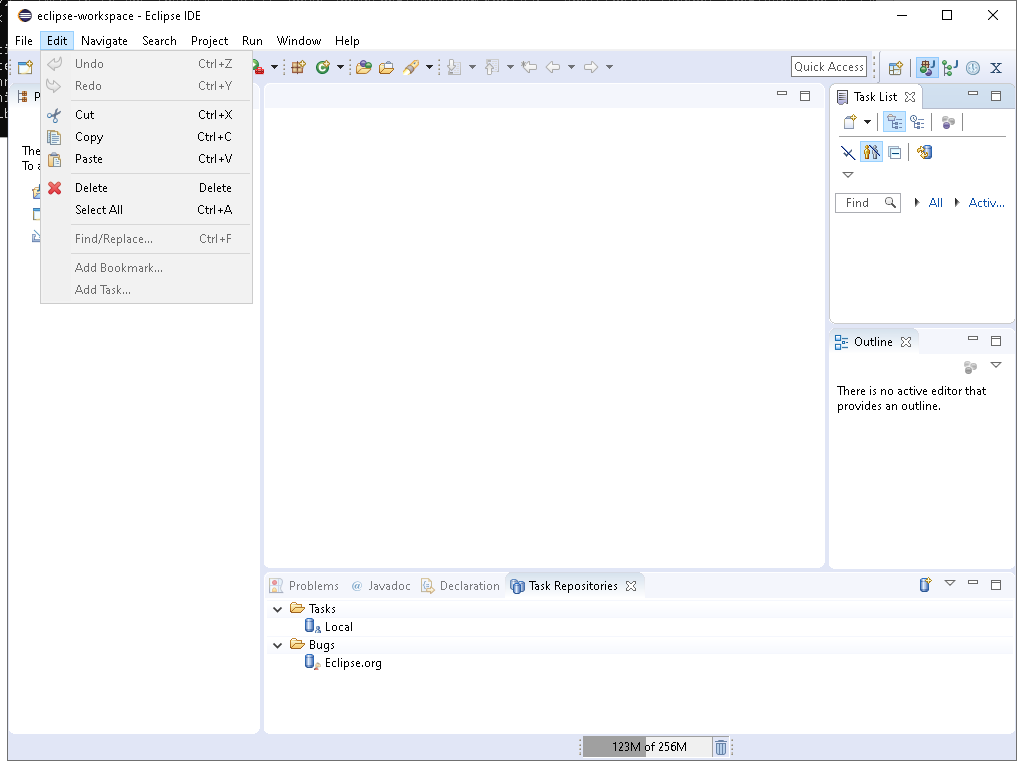 eclipse-workspace - Eclipse IDE
File Edit Navigate Search Project Run Window Help
Undo Ctrl+Z
Redo Ctrl+Y
Cut Ctrl+X
Copy Ctrl+C
Paste Ctrl+V
Delete Delete
Select All Ctrl+A
Find/Replace... Ctrl+F
Add Bookmark...
Add Task...
Quick Access
Task List
Find All Activ...
Outline
There is no active editor that
provides an outline.
Problems @ Javadoc Declaration Task Repositories
Tasks
Local
Bugs
Eclipse.org
123M of 256M